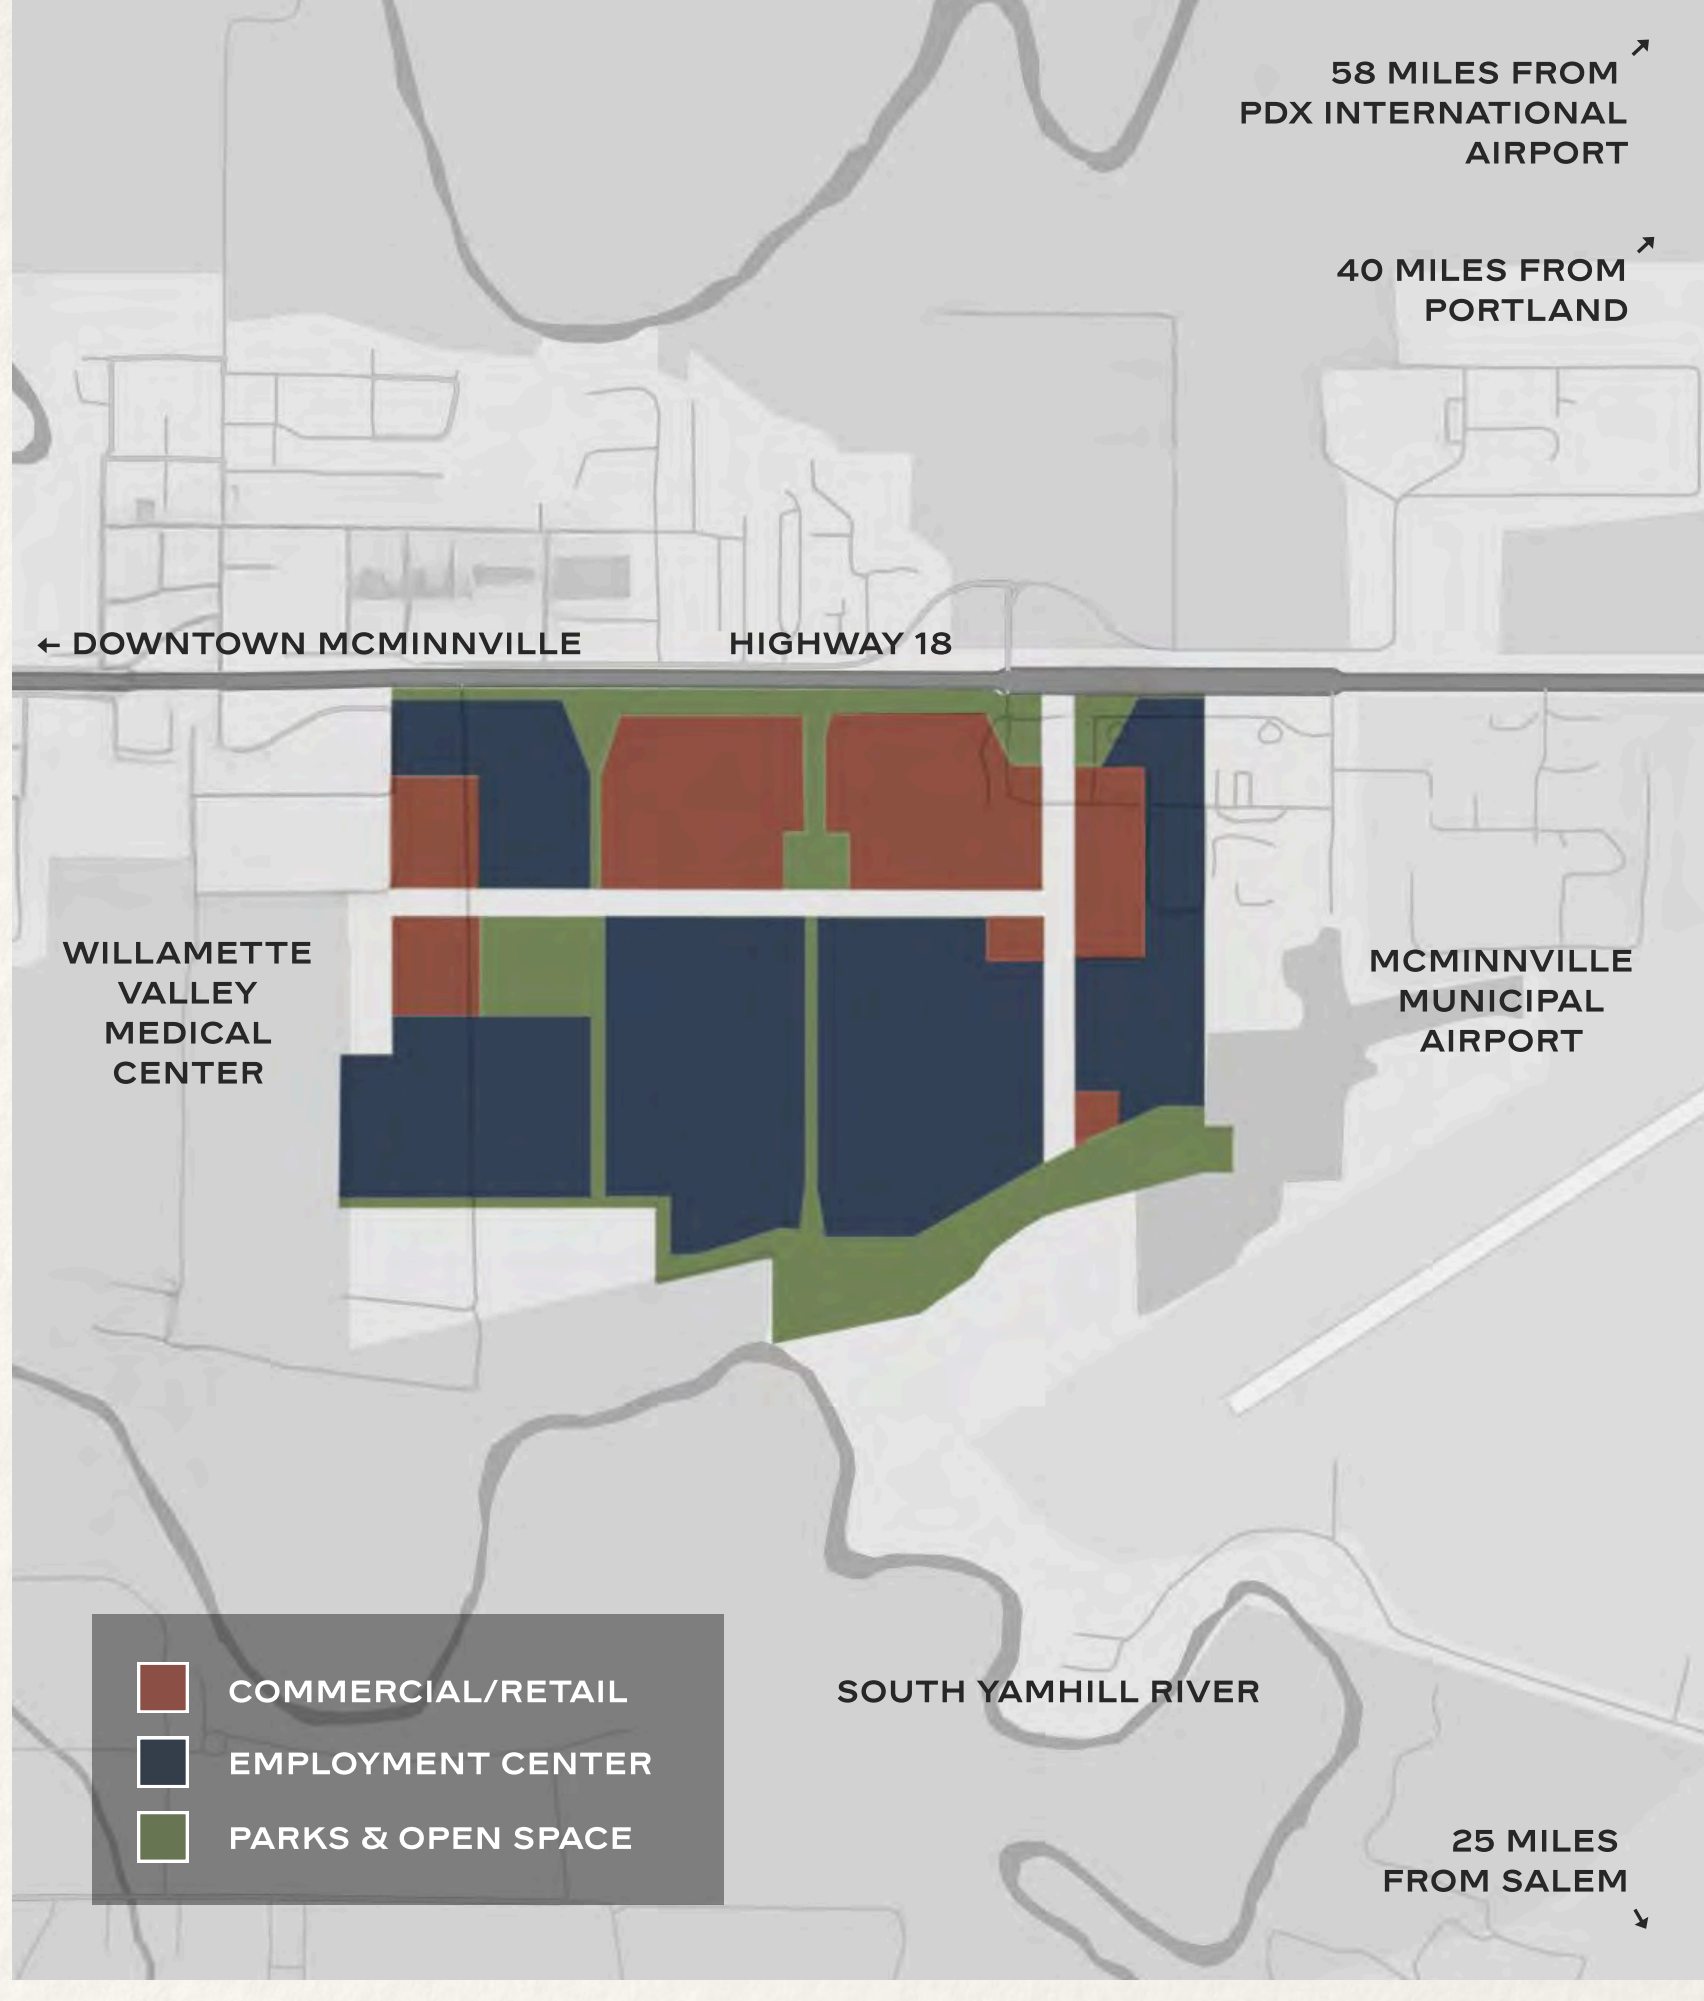 58 MILES FROM
PDX INTERNATIONAL
AIRPORT
40 MILES FROM
PORTLAND
← DOWNTOWN MCMINNVILLE
HIGHWAY 18
WILLAMETTE
VALLEY
MEDICAL
CENTER
MCMINNVILLE
MUNICIPAL
AIRPORT
COMMERCIAL/RETAIL
EMPLOYMENT CENTER
PARKS & OPEN SPACE
SOUTH YAMHILL RIVER
25 MILES
FROM SALEM